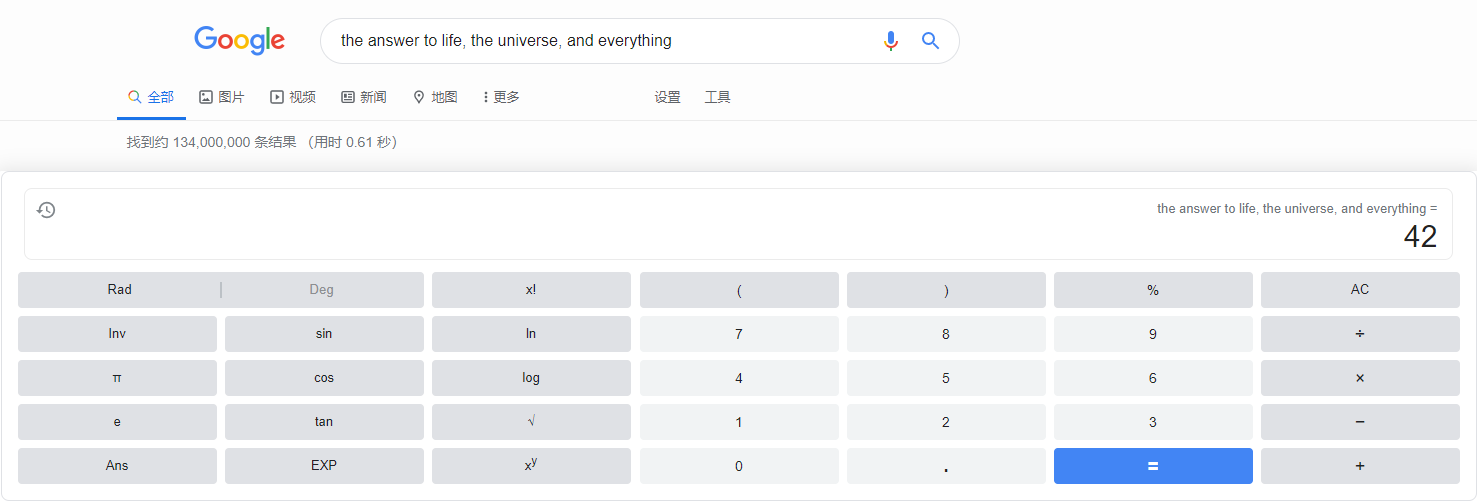 Google
the answer to life, the universe, and everything
全部 图片 视频 新闻 地图 更多 设置 工具
找到约 134,000,000 条结果 （用时 0.61 秒）
the answer to life, the universe, and everything =
42
Rad | Deg x! ( ) % AC
Inv sin ln 7 8 9 ÷
π cos log 4 5 6 ×
e tan √ 1 2 3 −
Ans EXP xʸ 0 . = +